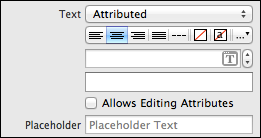 Text Attributed
Allows Editing Attributes
Placeholder Placeholder Text